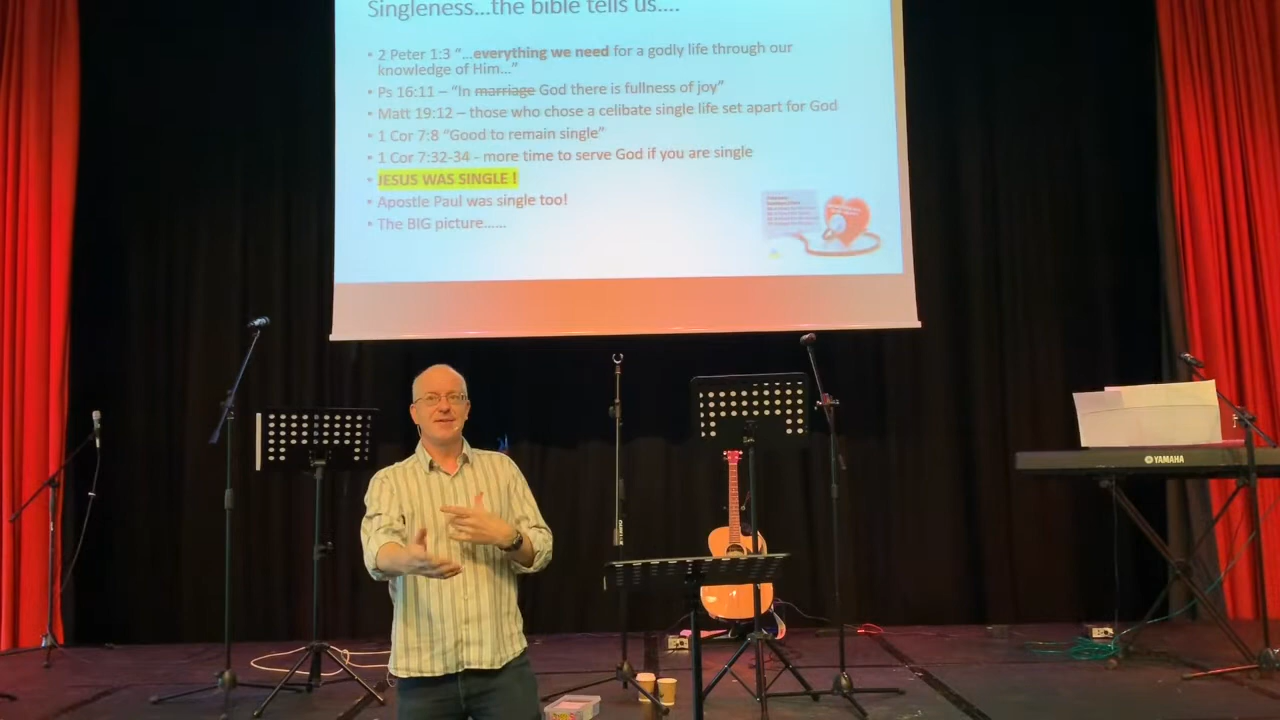 Singleness...the bible tells us....
• 2 Peter 1:3 "...everything we need for a godly life through our
knowledge of Him..."
• Ps 16:11 – "In marriage God there is fullness of joy"
• Matt 19:12 – those who chose a celibate single life set apart for God
• 1 Cor 7:8 "Good to remain single"
• 1 Cor 7:32-34 - more time to serve God if you are single
• JESUS WAS SINGLE !
• Apostle Paul was single too!
• The BIG picture......
YAMAHA